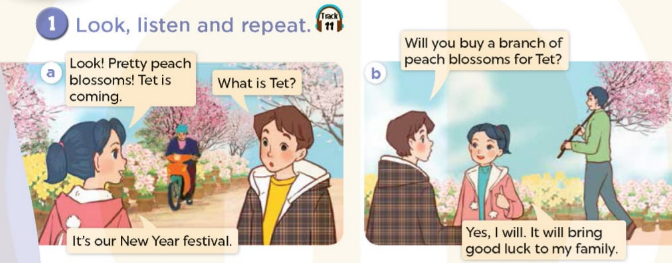 1 Look, listen and repeat.
Track
11
a
Look! Pretty peach
blossoms! Tet is
coming.
What is Tet?
It's our New Year festival.
b
Will you buy a branch of
peach blossoms for Tet?
Yes, I will. It will bring
good luck to my family.